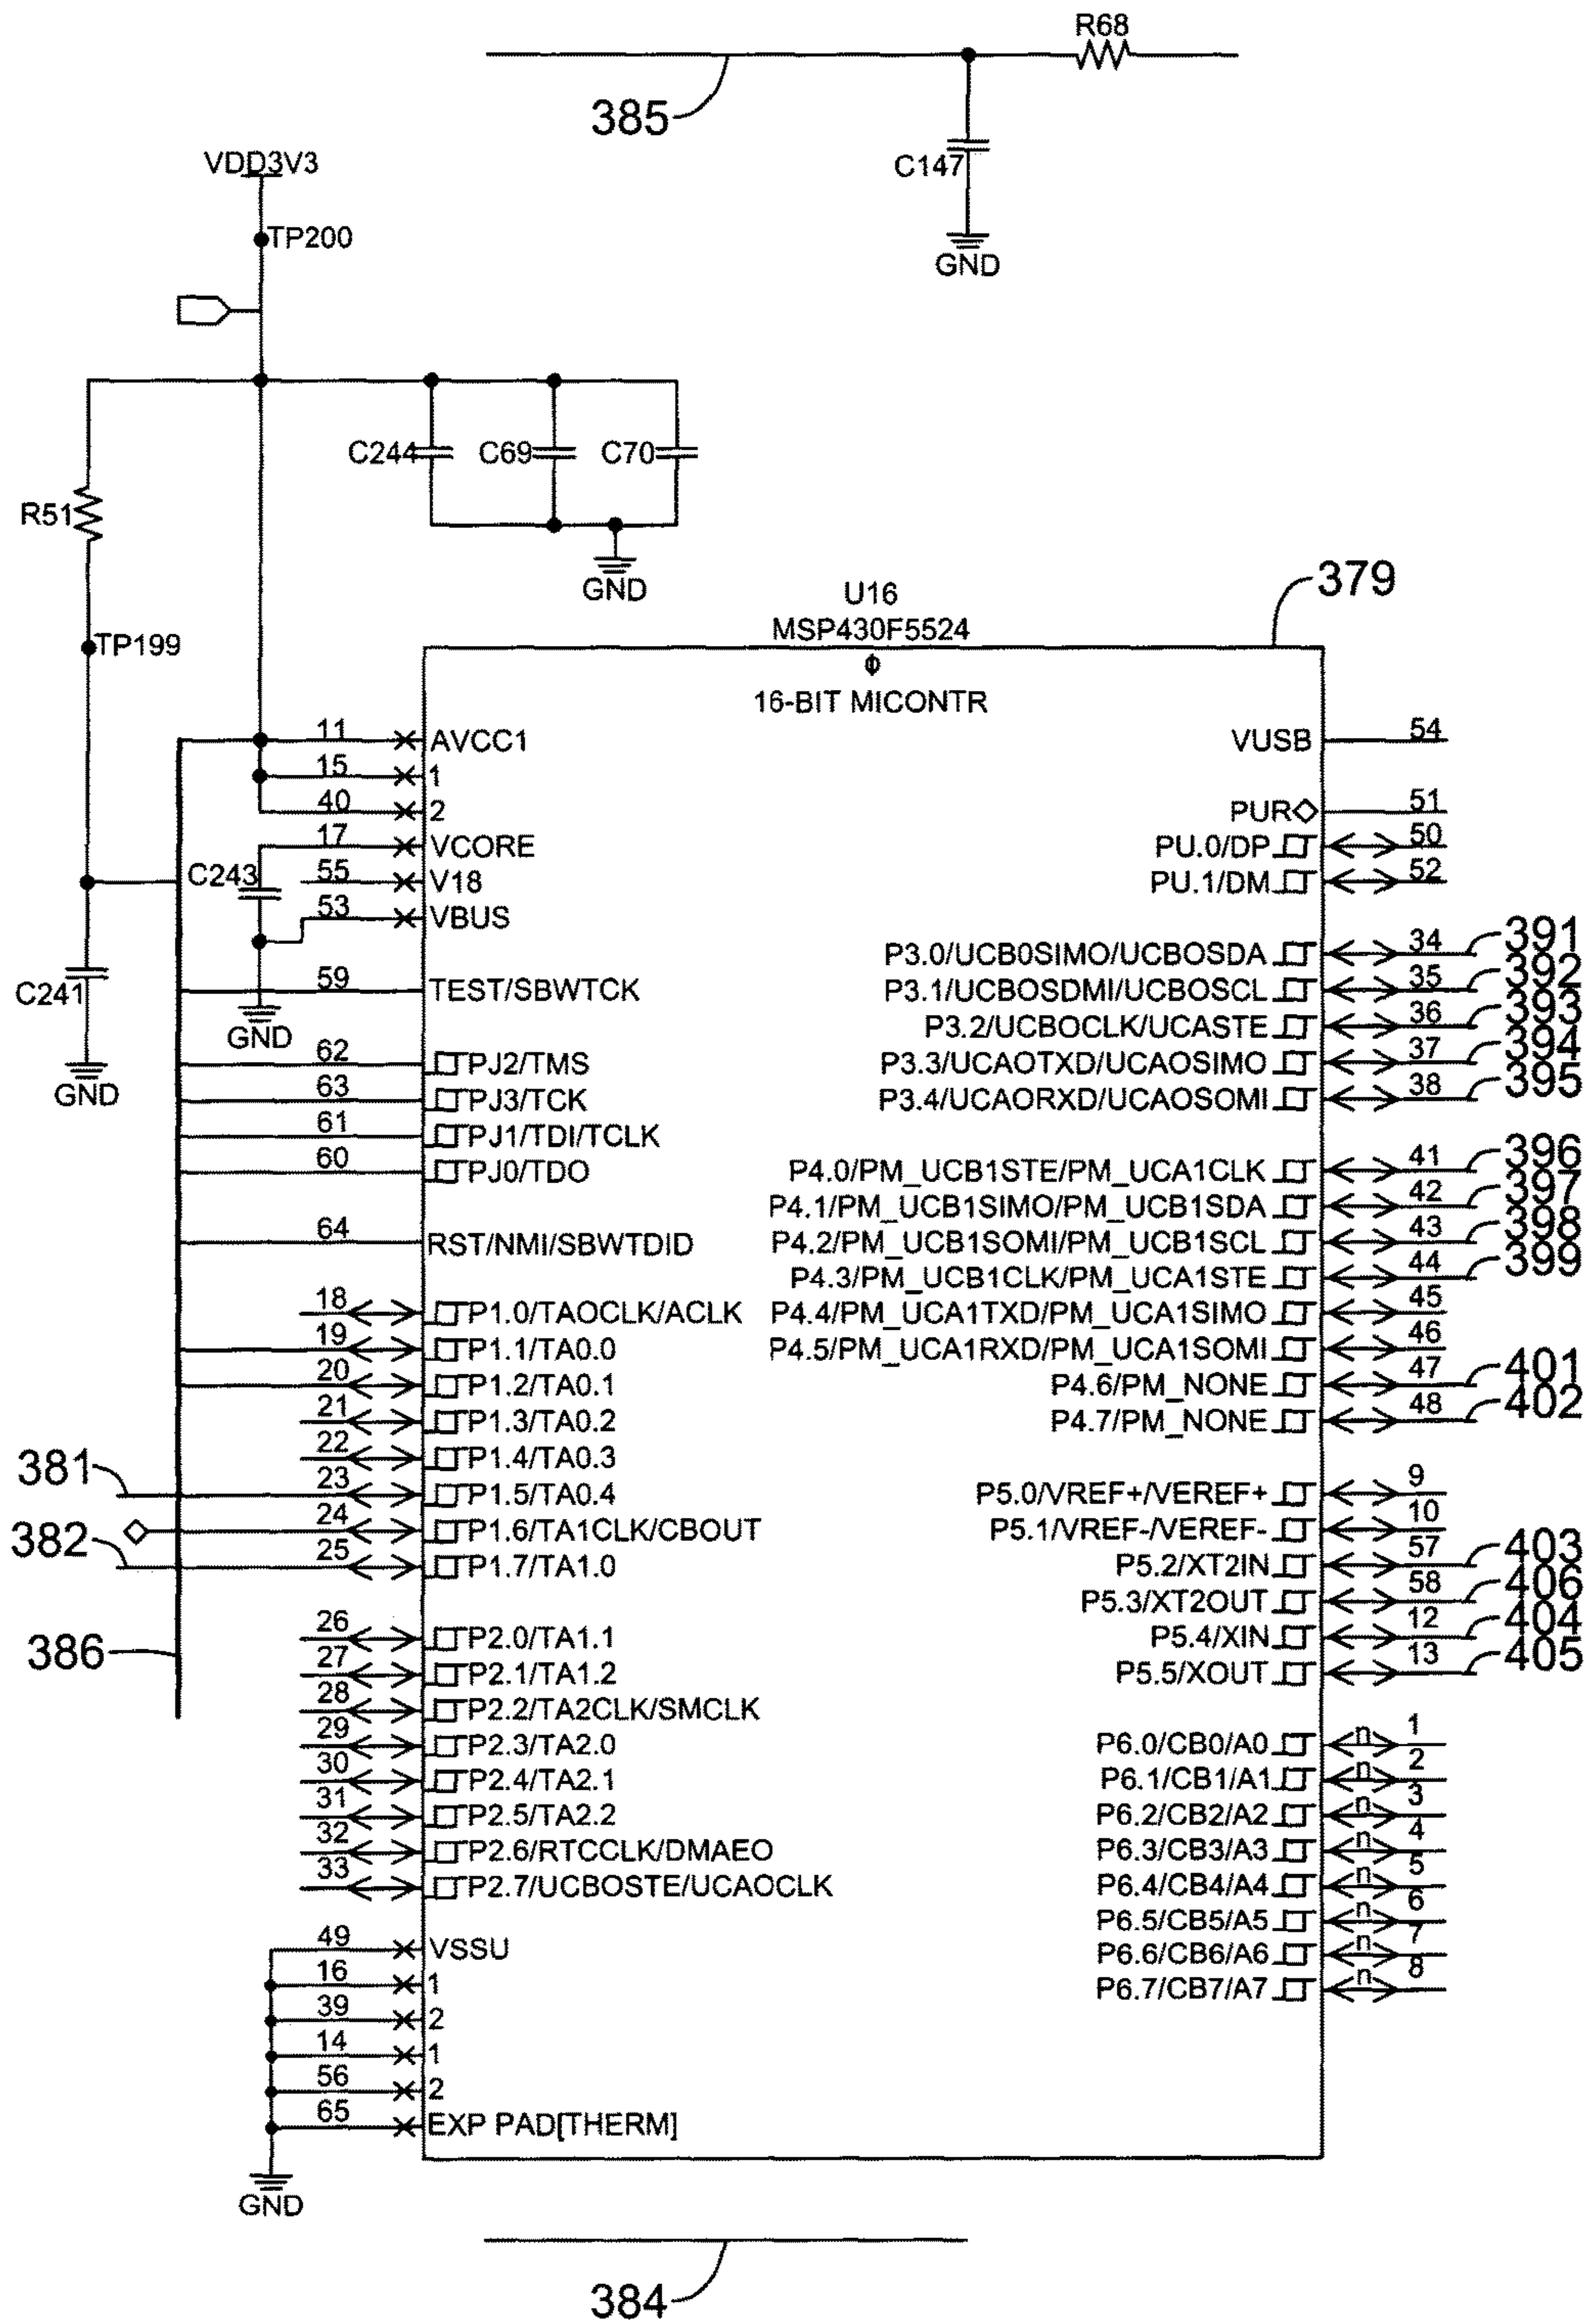 R68
385
C147
GND
VDD3V3
TP200
C244 C69 C70
R51
GND
TP199
379
U16
MSP430F5524
Φ
16-BIT MICONTR
11 AVCC1
15 1
40 2
17 VCORE
C243
55 V18
53 VBUS
C241
59 TEST/SBWTCK
GND
62 PJ2/TMS
GND
63 PJ3/TCK
61 PJ1/TDI/TCLK
60 PJ0/TDO
64 RST/NMI/SBWTDID
18 P1.0/TAOCLK/ACLK
19 P1.1/TA0.0
20 P1.2/TA0.1
21 P1.3/TA0.2
22 P1.4/TA0.3
381 23 P1.5/TA0.4
24 P1.6/TA1CLK/CBOUT
382 25 P1.7/TA1.0
386
26 P2.0/TA1.1
27 P2.1/TA1.2
28 P2.2/TA2CLK/SMCLK
29 P2.3/TA2.0
30 P2.4/TA2.1
31 P2.5/TA2.2
32 P2.6/RTCCLK/DMAEO
33 P2.7/UCBOSTE/UCAOCLK
49 VSSU
16 1
39 2
14 1
56 2
65 EXP PAD[THERM]
GND
VUSB 54
PUR 51
PU.0/DP 50
PU.1/DM 52
P3.0/UCB0SIMO/UCBOSDA 34 391
P3.1/UCBOSDMI/UCBOSCL 35 392
P3.2/UCBOCLK/UCASTE 36 393
P3.3/UCAOTXD/UCAOSIMO 37 394
P3.4/UCAORXD/UCAOSOMI 38 395
P4.0/PM_UCB1STE/PM_UCA1CLK 41 396
P4.1/PM_UCB1SIMO/PM_UCB1SDA 42 397
P4.2/PM_UCB1SOMI/PM_UCB1SCL 43 398
P4.3/PM_UCB1CLK/PM_UCA1STE 44 399
P4.4/PM_UCA1TXD/PM_UCA1SIMO 45
P4.5/PM_UCA1RXD/PM_UCA1SOMI 46
P4.6/PM_NONE 47 401
P4.7/PM_NONE 48 402
P5.0/VREF+/VEREF+ 9
P5.1/VREF-/VEREF- 10
P5.2/XT2IN 57 403
P5.3/XT2OUT 58 406
P5.4/XIN 12 404
P5.5/XOUT 13 405
P6.0/CB0/A0 n 1
P6.1/CB1/A1 n 2
P6.2/CB2/A2 n 3
P6.3/CB3/A3 n 4
P6.4/CB4/A4 n 5
P6.5/CB5/A5 n 6
P6.6/CB6/A6 n 7
P6.7/CB7/A7 n 8
384